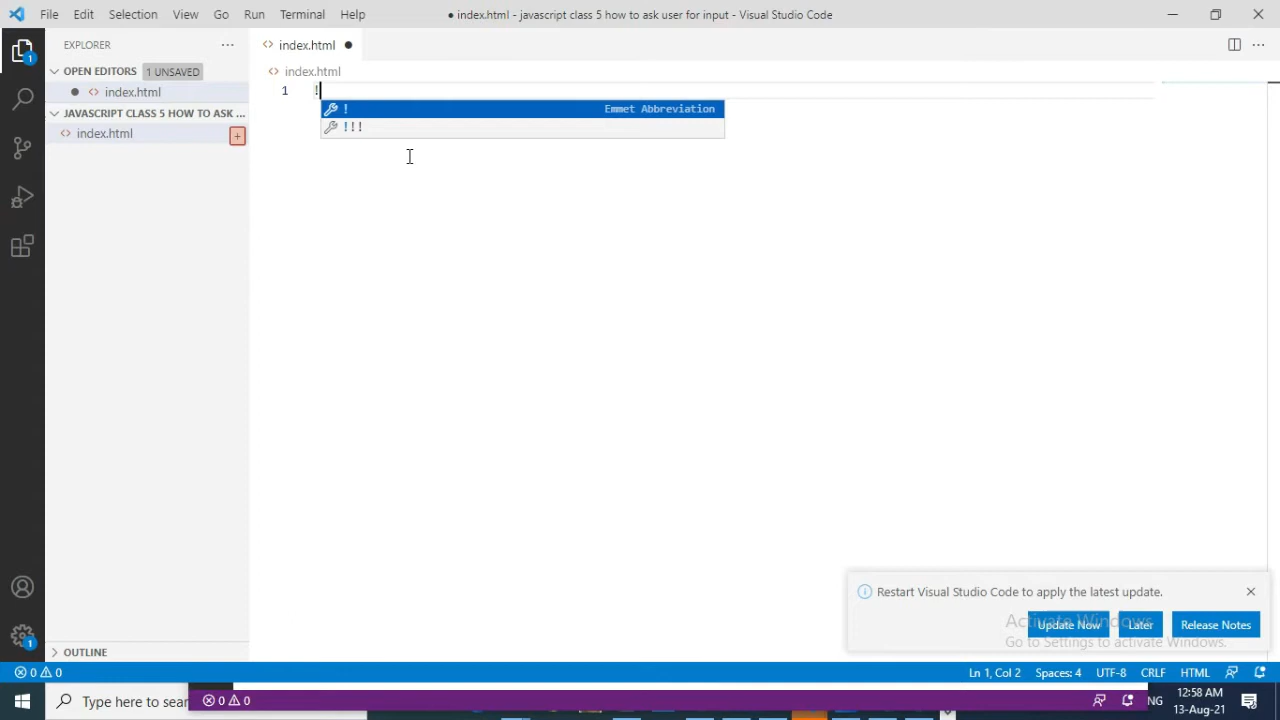 File Edit Selection View Go Run Terminal Help
● index.html - javascript class 5 how to ask user for input - Visual Studio Code
EXPLORER
OPEN EDITORS 1 UNSAVED
index.html
JAVASCRIPT CLASS 5 HOW TO ASK ...
index.html
OUTLINE
index.html
index.html
1 !
! Emmet Abbreviation
!!!
Restart Visual Studio Code to apply the latest update.
Update Now Later Release Notes
Activate Windows
Go to Settings to activate Windows.
1
1
0 0 Ln 1, Col 2 Spaces: 4 UTF-8 CRLF HTML
Type here to sear
0 0
NG
12:58 AM
13-Aug-21